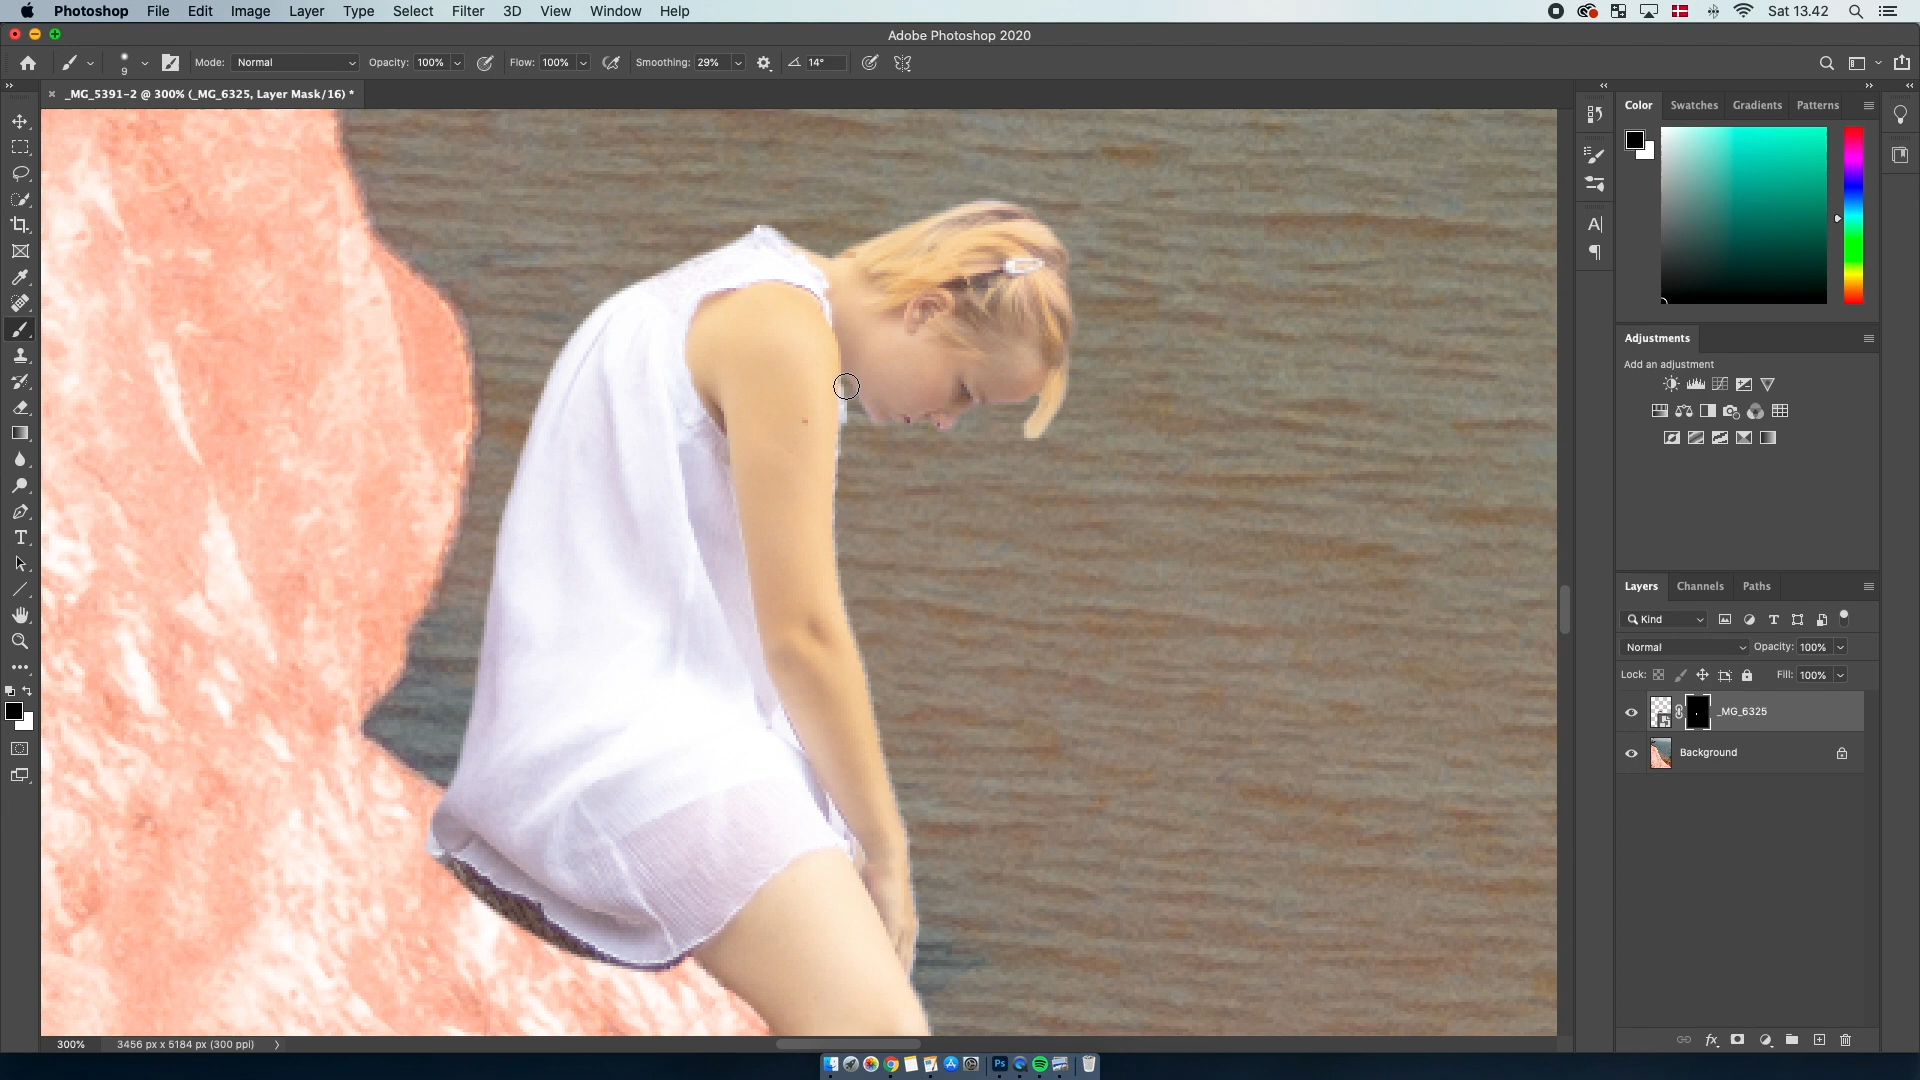 Photoshop File Edit Image Layer Type Select Filter 3D View Window Help Sat 13.42
Adobe Photoshop 2020
9 Mode: Normal Opacity: 100% Flow: 100% Smoothing: 29% 14°
_MG_5391-2 @ 300% (_MG_6325, Layer Mask/16) *
Color Swatches Gradients Patterns
Adjustments
Add an adjustment
Layers Channels Paths
Kind
Normal Opacity: 100%
Lock: Fill: 100%
_MG_6325
Background
300% 3456 px x 5184 px (300 ppi)
Ps